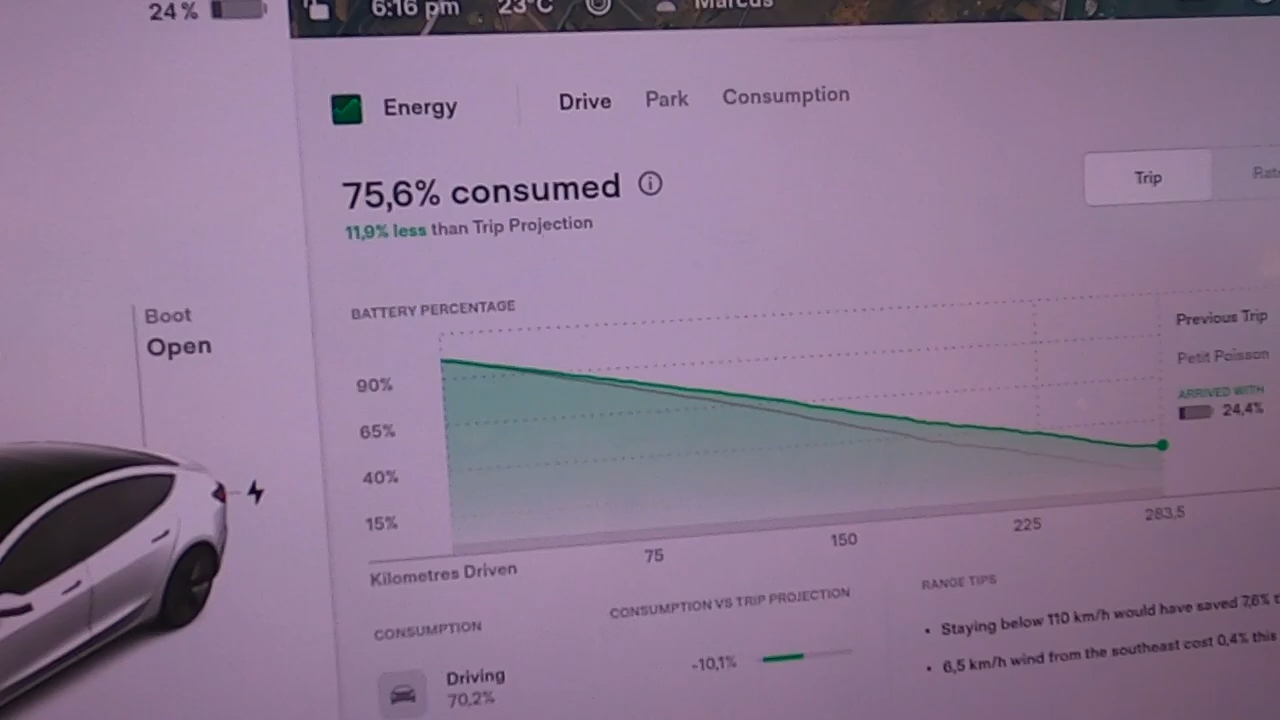 24 %
6:16 pm 23°C Marcus
Energy Drive Park Consumption
75,6% consumed
11,9% less than Trip Projection
Trip
Boot
Open
BATTERY PERCENTAGE
90%
65%
40%
15%
Previous Trip
Petit Poisson
ARRIVED WITH
24,4%
Kilometres Driven 75 150 225 283,5
CONSUMPTION
CONSUMPTION VS TRIP PROJECTION
Driving
70,2%
-10,1%
RANGE TIPS
• Staying below 110 km/h would have saved 7,6%
• 6,5 km/h wind from the southeast cost 0,4% this